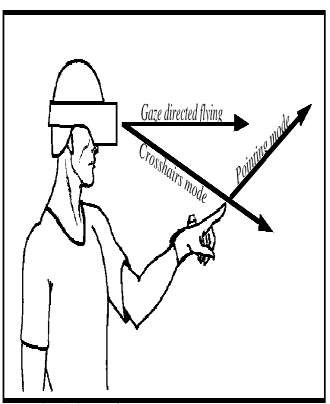 Gaze directed flying
Crosshairs mode
Pointing mode